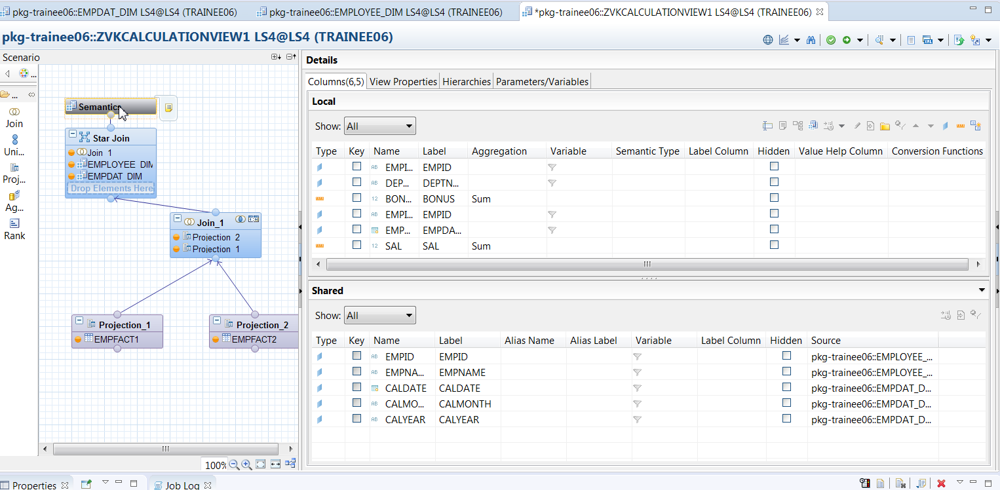 pkg-trainee06::EMPDAT_DIM LS4@LS4 (TRAINEE06) pkg-trainee06::EMPLOYEE_DIM LS4@LS4 (TRAINEE06) *pkg-trainee06::ZVKCALCULATIONVIEW1 LS4@LS4 (TRAINEE06)
pkg-trainee06::ZVKCALCULATIONVIEW1 LS4@LS4 (TRAINEE06)
Scenario
...
...
Join
Uni...
Proj...
Ag...
Rank
Semantics
Star Join
Join_1
EMPLOYEE_DIM
EMPDAT_DIM
Drop Elements Here
Join_1
Projection_2
Projection_1
Projection_1
EMPFACT1
Projection_2
EMPFACT2
100%
Details
Columns(6,5) View Properties Hierarchies Parameters/Variables
Local
Show: All
Type Key Name Label Aggregation Variable Semantic Type Label Column Hidden Value Help Column Conversion Functions
AB EMPI... EMPID
AB DEP... DEPTN...
12 BON... BONUS Sum
AB EMPI... EMPID
EMP... EMPDA...
12 SAL SAL Sum
Shared
Show: All
Type Key Name Label Alias Name Alias Label Variable Label Column Hidden Source
AB EMPID EMPID pkg-trainee06::EMPLOYEE_...
AB EMPNA... EMPNAME pkg-trainee06::EMPLOYEE_...
CALDATE CALDATE pkg-trainee06::EMPDAT_D...
AB CALMO... CALMONTH pkg-trainee06::EMPDAT_D...
AB CALYEAR CALYEAR pkg-trainee06::EMPDAT_D...
Properties Job Log